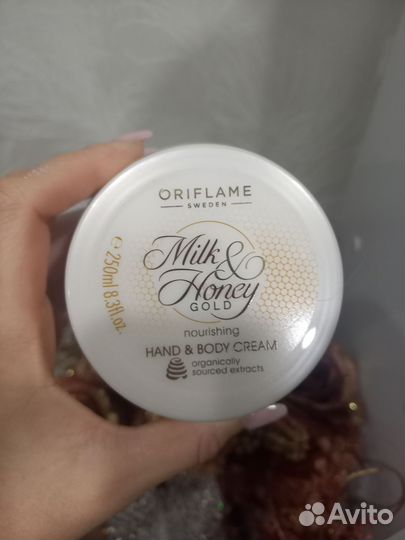 ORIFLAME
SWEDEN
Milk &
Honey
GOLD
nourishing
HAND & BODY CREAM
organically
sourced extracts
℮ 250ml 8.3fl.oz.
Avito